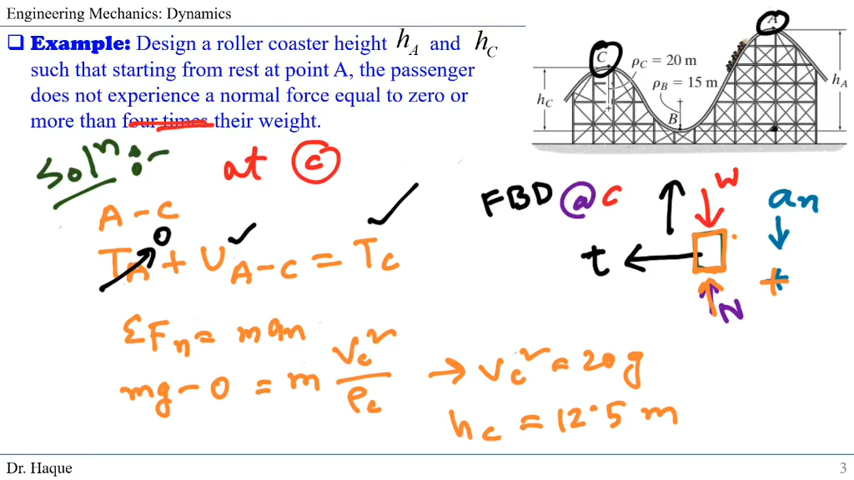 Engineering Mechanics: Dynamics
Example: Design a roller coaster height h_A and h_C
such that starting from rest at point A, the passenger
does not experience a normal force equal to zero or
more than four times their weight.
A
C
ρ_C = 20 m
ρ_B = 15 m
h_C
h_A
B
Soln:-
at C
FBD @ C
W
an
t
N
+
A - C
T_A + U_A-C = T_C
0
ΣF_n = m an
mg - 0 = m V_c² / ρ_c → V_c² = 20g
h_c = 12.5 m
Dr. Haque
3